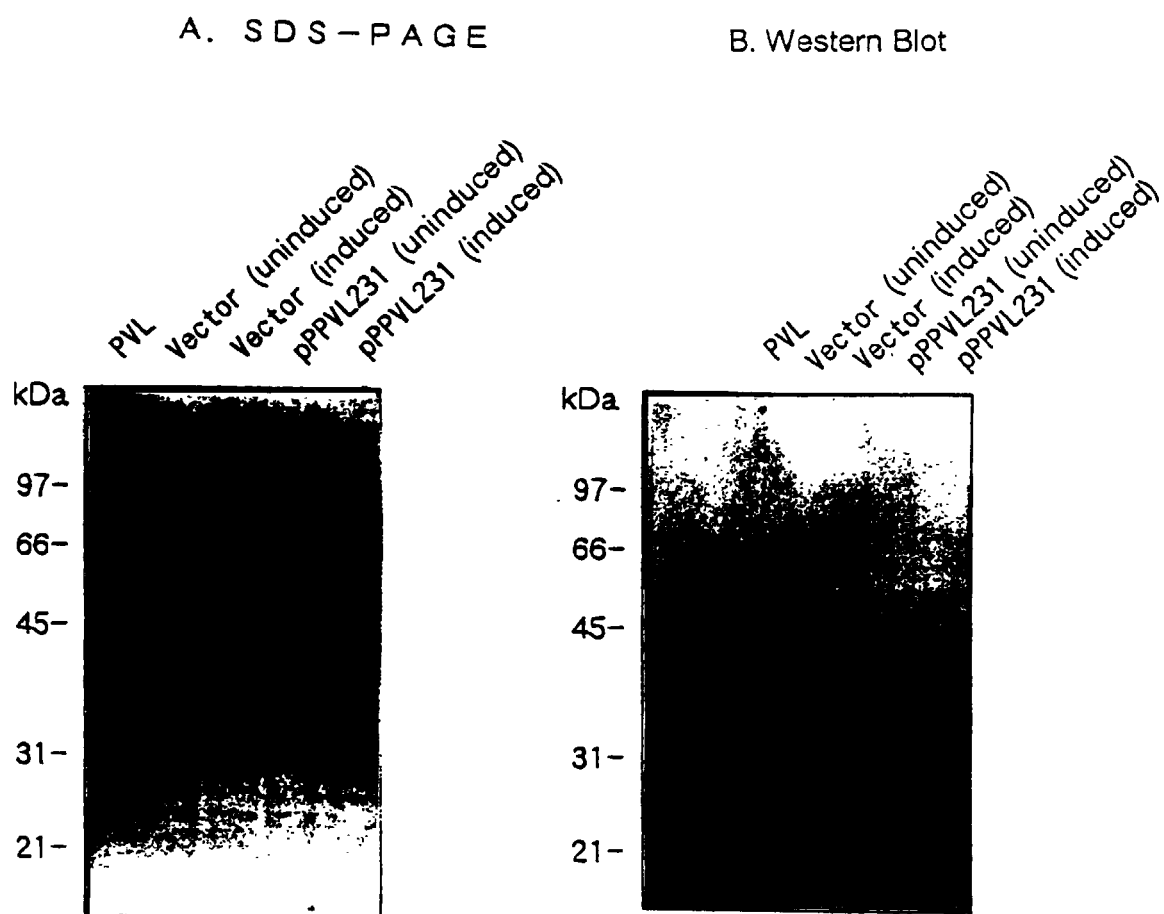 A. SDS-PAGE
PVL
Vector (uninduced)
Vector (induced)
pPPVL231 (uninduced)
pPPVL231 (induced)
kDa
97-
66-
45-
31-
21-
B. Western Blot
PVL
Vector (uninduced)
Vector (induced)
pPPVL231 (uninduced)
pPPVL231 (induced)
kDa
97-
66-
45-
31-
21-